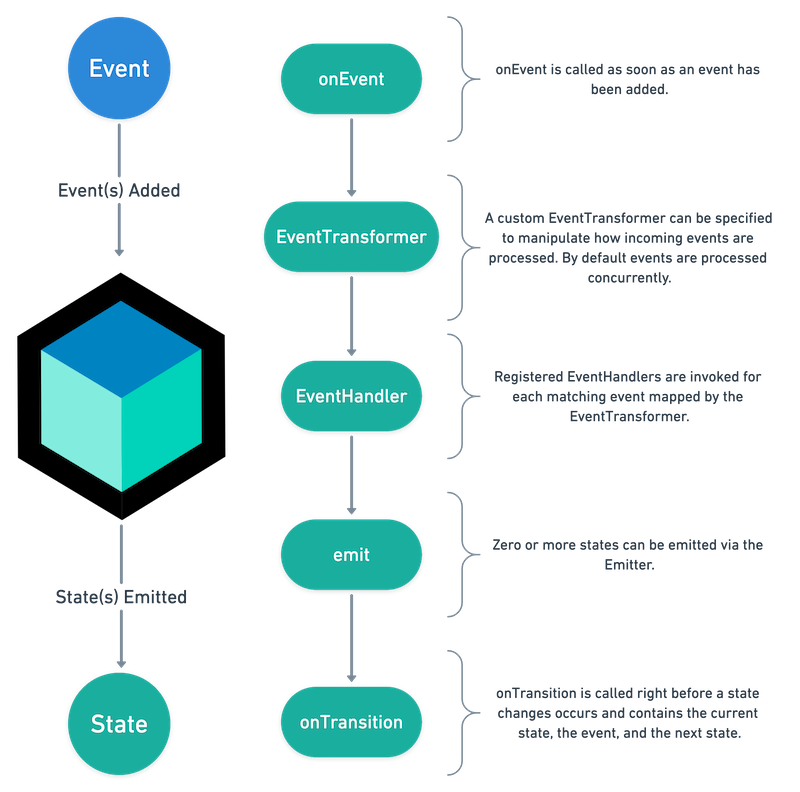 Event
Event(s) Added
State(s) Emitted
State
onEvent
onEvent is called as soon as an event has
been added.
EventTransformer
A custom EventTransformer can be specified
to manipulate how incoming events are
processed. By default events are processed
concurrently.
EventHandler
Registered EventHandlers are invoked for
each matching event mapped by the
EventTransformer.
emit
Zero or more states can be emitted via the
Emitter.
onTransition
onTransition is called right before a state
changes occurs and contains the current
state, the event, and the next state.